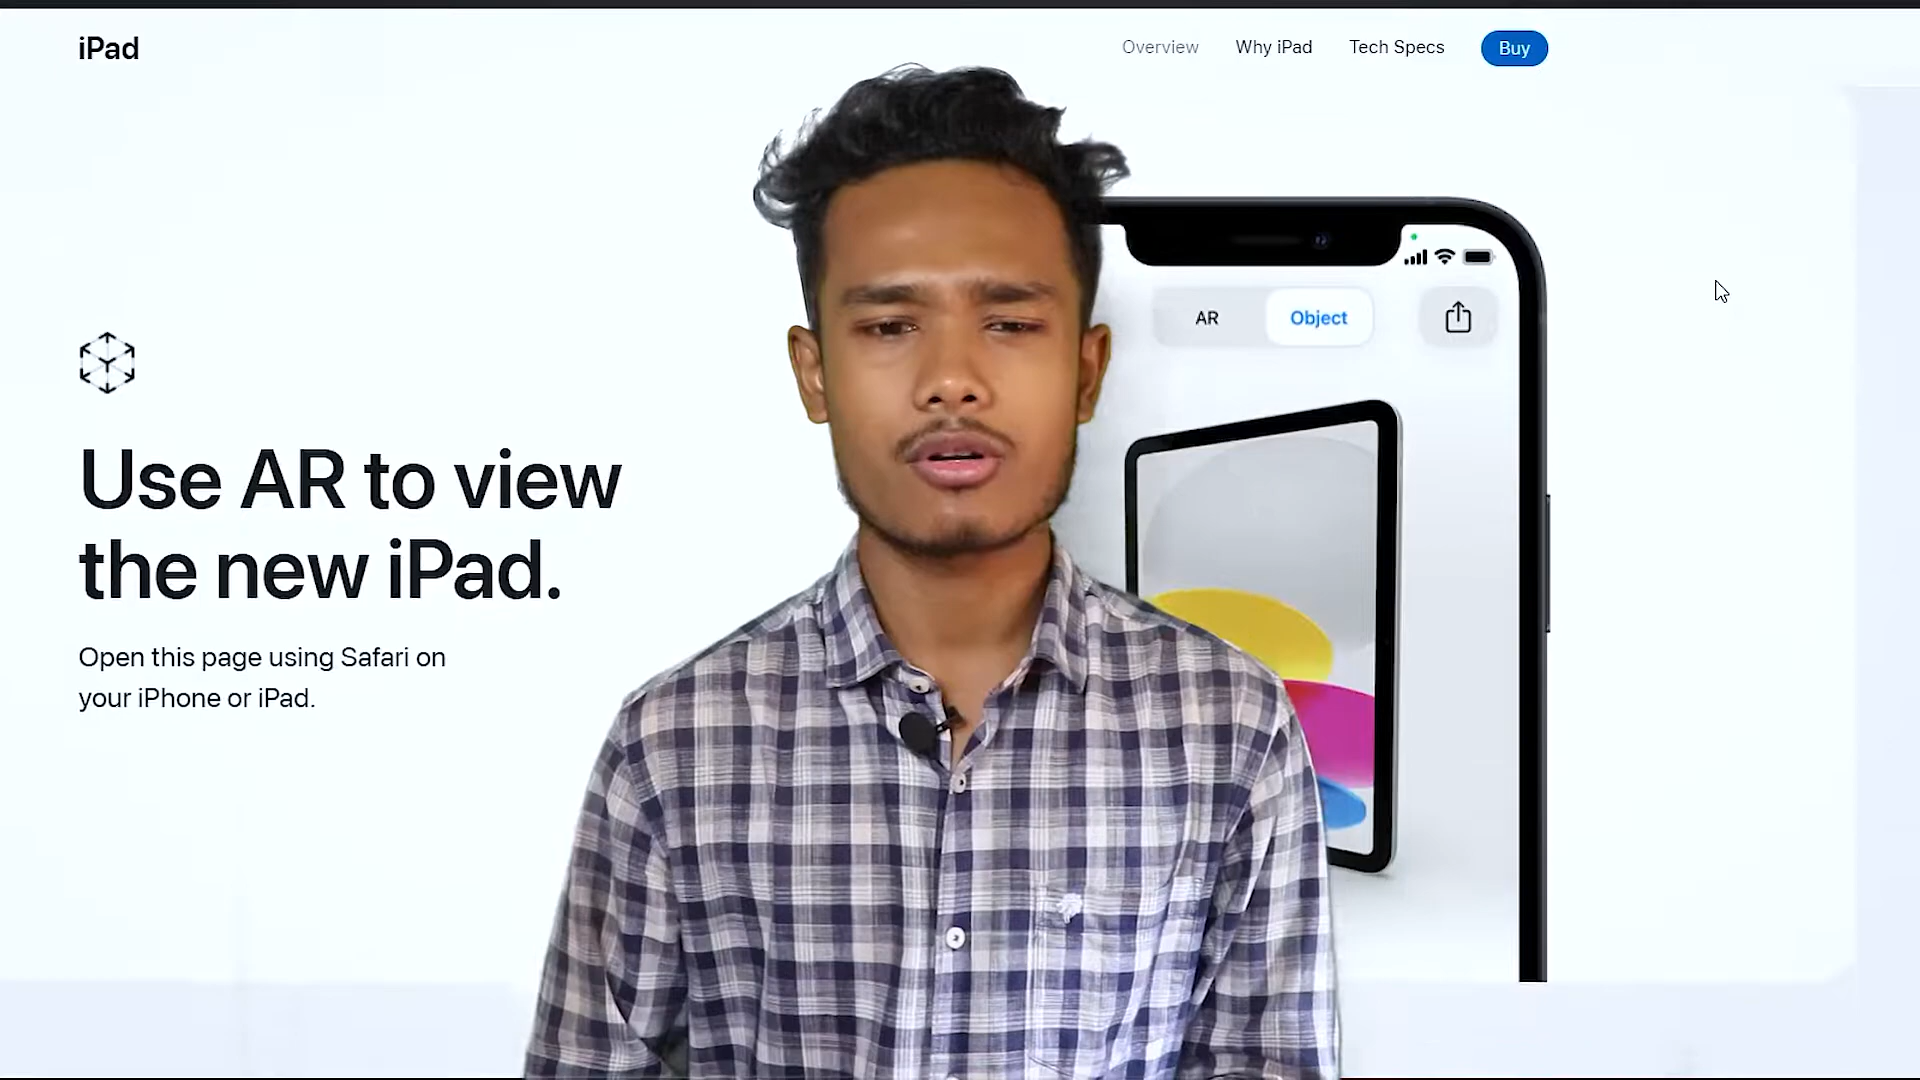 iPad
Overview Why iPad Tech Specs Buy
AR Object
Use AR to view
the new iPad.
Open this page using Safari on
your iPhone or iPad.